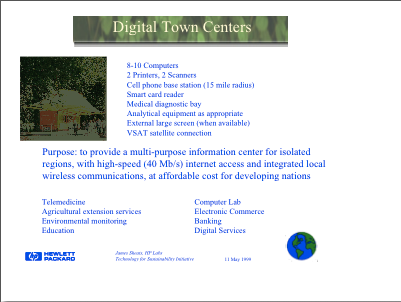 Digital Town Centers
8-10 Computers
2 Printers, 2 Scanners
Cell phone base station (15 mile radius)
Smart card reader
Medical diagnostic bay
Analytical equipment as appropriate
External large screen (when available)
VSAT satellite connection
Purpose: to provide a multi-purpose information center for isolated
regions, with high-speed (40 Mb/s) internet access and integrated local
wireless communications, at affordable cost for developing nations
Telemedicine
Agricultural extension services
Environmental monitoring
Education
Computer Lab
Electronic Commerce
Banking
Digital Services
HEWLETT
PACKARD
James Sheats, HP Labs
Technology for Sustainability Initiative
11 May 1999